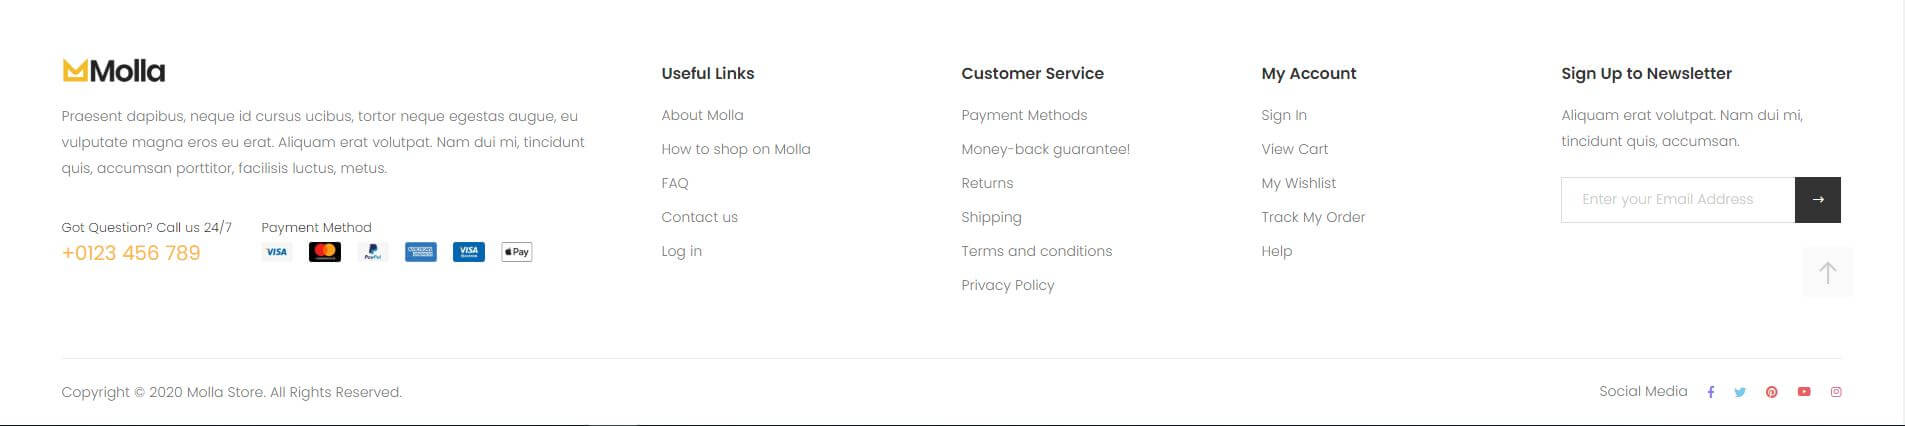 Molla
Praesent dapibus, neque id cursus ucibus, tortor neque egestas augue, eu
vulputate magna eros eu erat. Aliquam erat volutpat. Nam dui mi, tincidunt
quis, accumsan porttitor, facilisis luctus, metus.
Got Question? Call us 24/7
+0123 456 789
Payment Method
VISA
PayPal
VISA
Pay
Useful Links
About Molla
How to shop on Molla
FAQ
Contact us
Log in
Customer Service
Payment Methods
Money-back guarantee!
Returns
Shipping
Terms and conditions
Privacy Policy
My Account
Sign In
View Cart
My Wishlist
Track My Order
Help
Sign Up to Newsletter
Aliquam erat volutpat. Nam dui mi,
tincidunt quis, accumsan.
Enter your Email Address
Copyright © 2020 Molla Store. All Rights Reserved.
Social Media